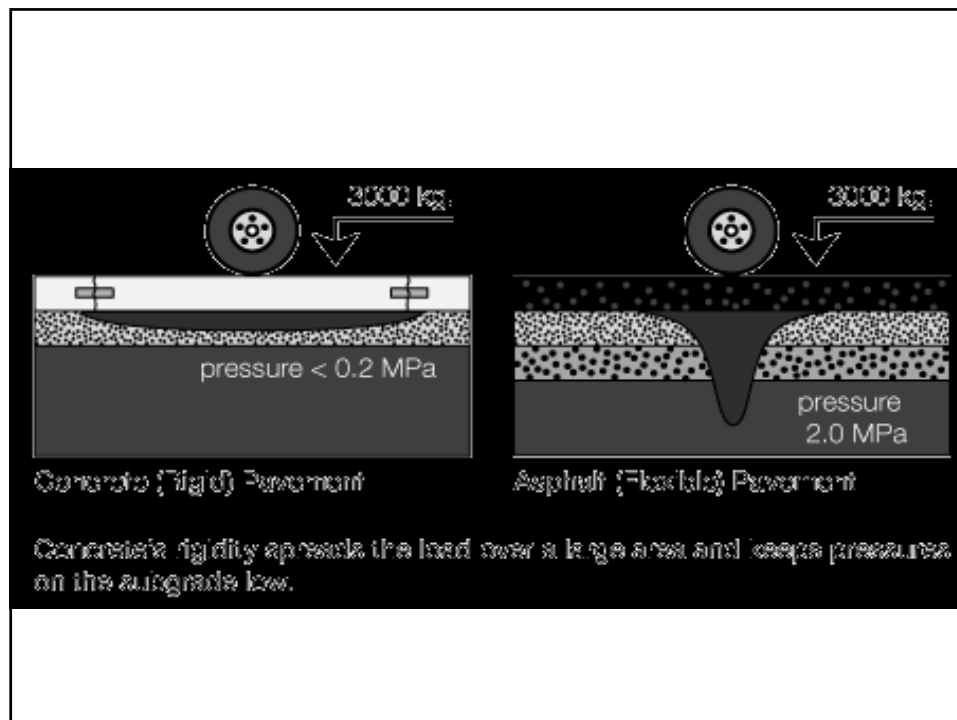 3000 kg.
3000 kg.
pressure < 0.2 MPa
pressure
2.0 MPa
Concrete (Rigid) Pavement
Asphalt (Flexible) Pavement
Concrete's rigidity spreads the load over a large area and keeps pressures
on the subgrade low.